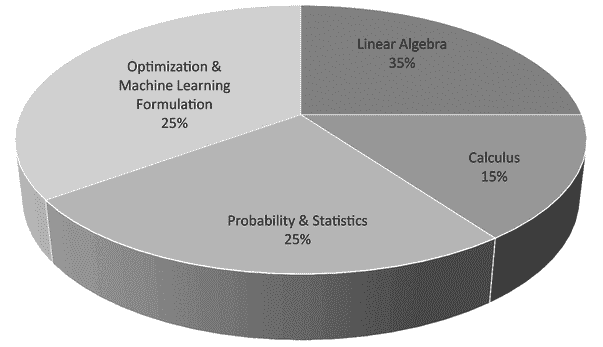 Linear Algebra
35%
Optimization &
Machine Learning
Formulation
25%
Calculus
15%
Probability & Statistics
25%